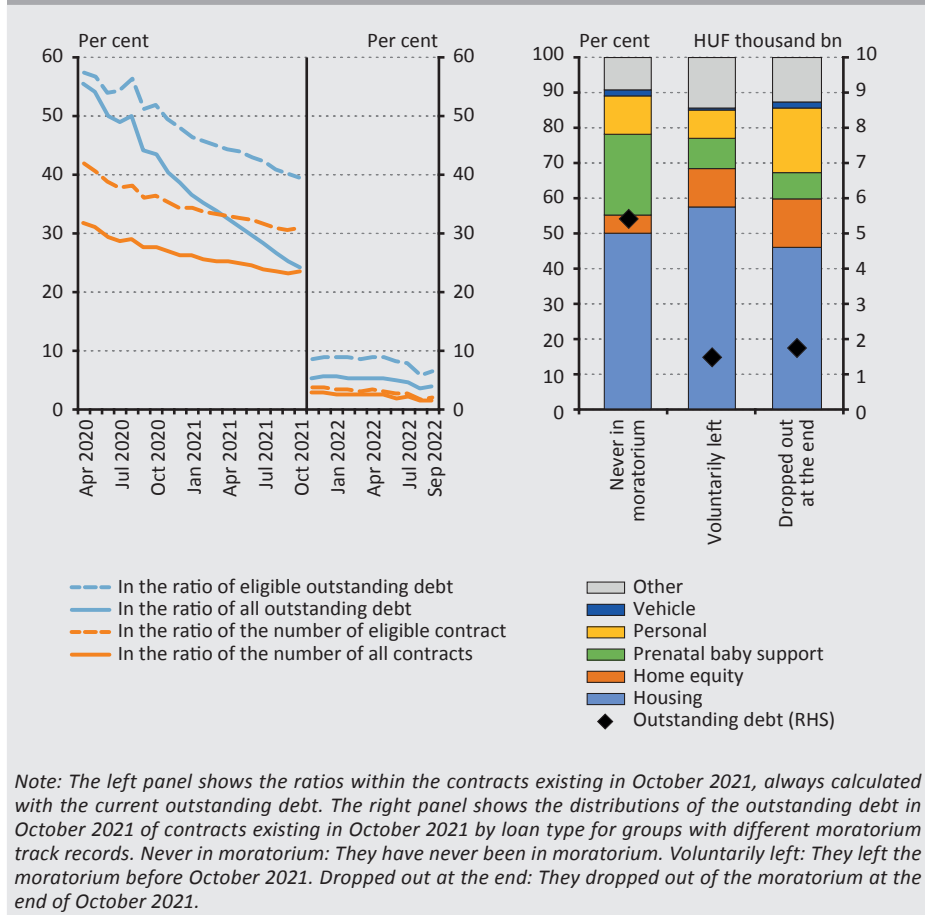 Per cent
Per cent
60
50
40
30
20
10
0
60
50
40
30
20
10
0
Apr 2020
Jul 2020
Oct 2020
Jan 2021
Apr 2021
Jul 2021
Oct 2021
Jan 2022
Apr 2022
Jul 2022
Sep 2022
In the ratio of eligible outstanding debt
In the ratio of all outstanding debt
In the ratio of the number of eligible contract
In the ratio of the number of all contracts
Per cent
HUF thousand bn
100
90
80
70
60
50
40
30
20
10
0
10
9
8
7
6
5
4
3
2
1
0
Never in
moratorium
Voluntarily left
Dropped out
at the end
Other
Vehicle
Personal
Prenatal baby support
Home equity
Housing
Outstanding debt (RHS)
Note: The left panel shows the ratios within the contracts existing in October 2021, always calculated
with the current outstanding debt. The right panel shows the distributions of the outstanding debt in
October 2021 of contracts existing in October 2021 by loan type for groups with different moratorium
track records. Never in moratorium: They have never been in moratorium. Voluntarily left: They left the
moratorium before October 2021. Dropped out at the end: They dropped out of the moratorium at the
end of October 2021.